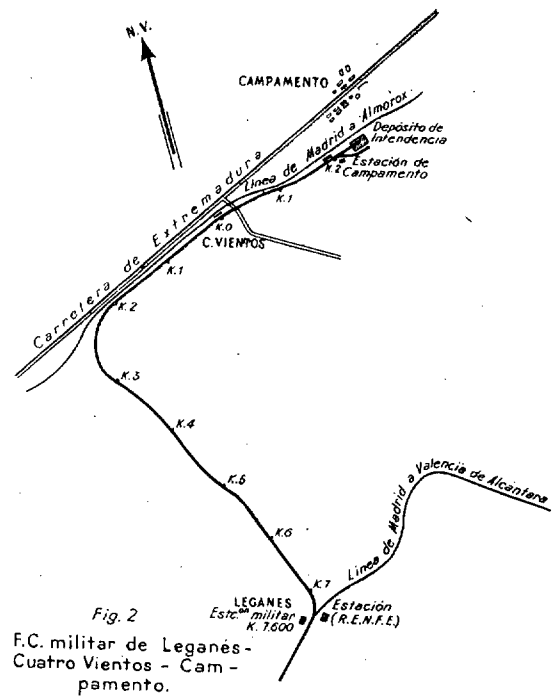 N.V.
CAMPAMENTO
Línea de Madrid a Almorox
Depósito de
Intendencia
K.2
Estación de
Campamento
K.1
Carretera de Extremadura
K.0
C. VIENTOS
K.1
K.2
K.3
K.4
K.5
K.6
K.7
Línea de Madrid a Valencia de Alcántara
LEGANES
Estc.ón militar
K. 7.600
Estación
(R.E.N.F.E.)
Fig. 2
F.C. militar de Leganés-
Cuatro Vientos - Cam-
pamento.